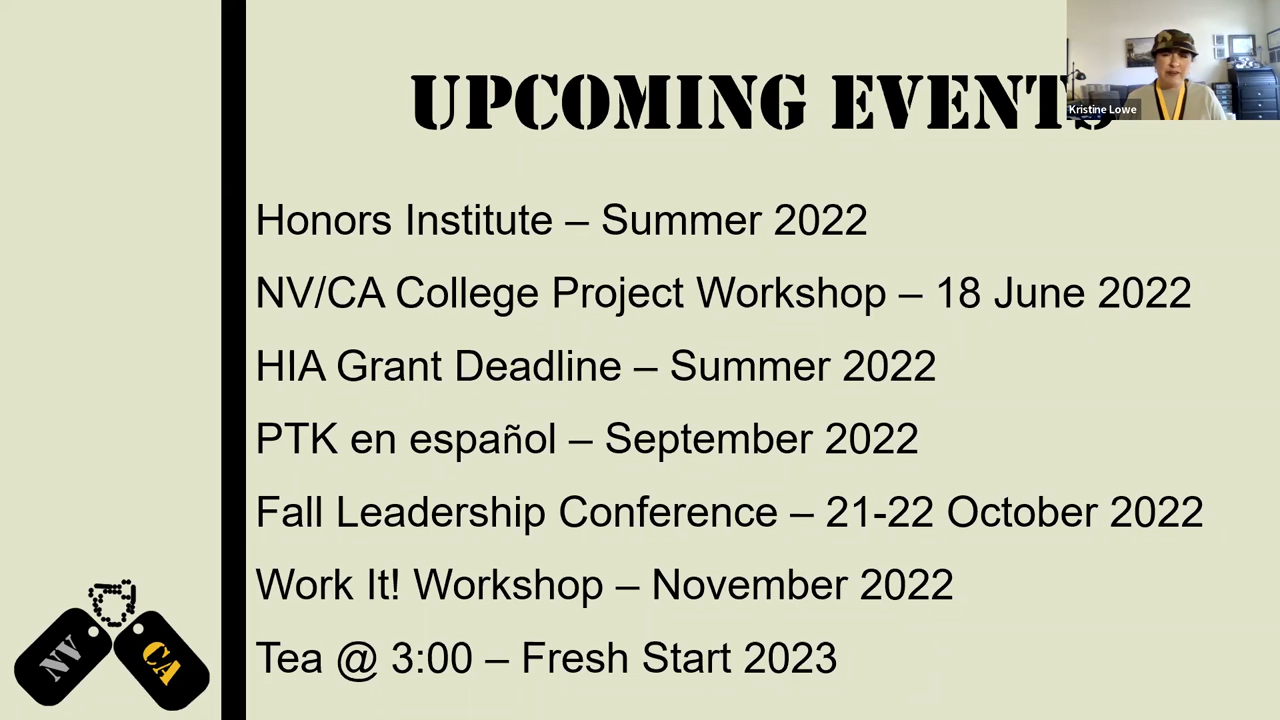 UPCOMING EVENTS
Kristine Lowe
Honors Institute – Summer 2022
NV/CA College Project Workshop – 18 June 2022
HIA Grant Deadline – Summer 2022
PTK en español – September 2022
Fall Leadership Conference – 21-22 October 2022
Work It! Workshop – November 2022
Tea @ 3:00 – Fresh Start 2023
NV
CA